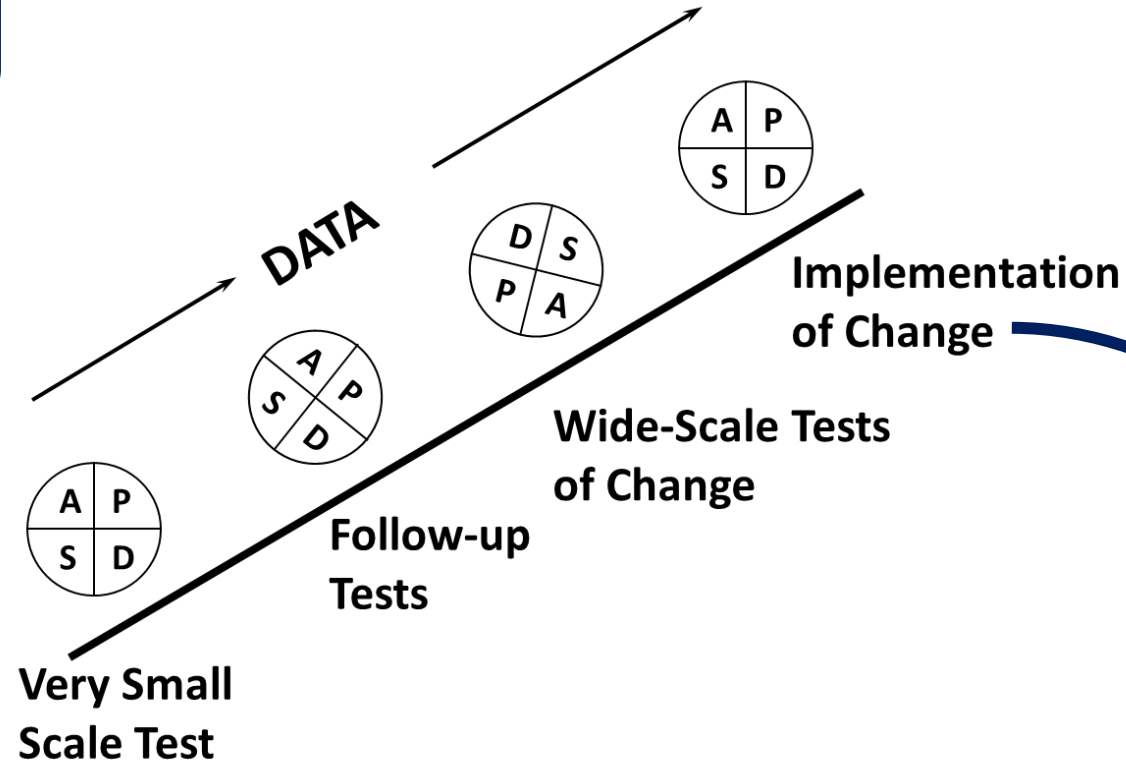 DATA
A P
S D
A
S P
D
D S
P A
A P
S D
Very Small
Scale Test
Follow-up
Tests
Wide-Scale Tests
of Change
Implementation
of Change